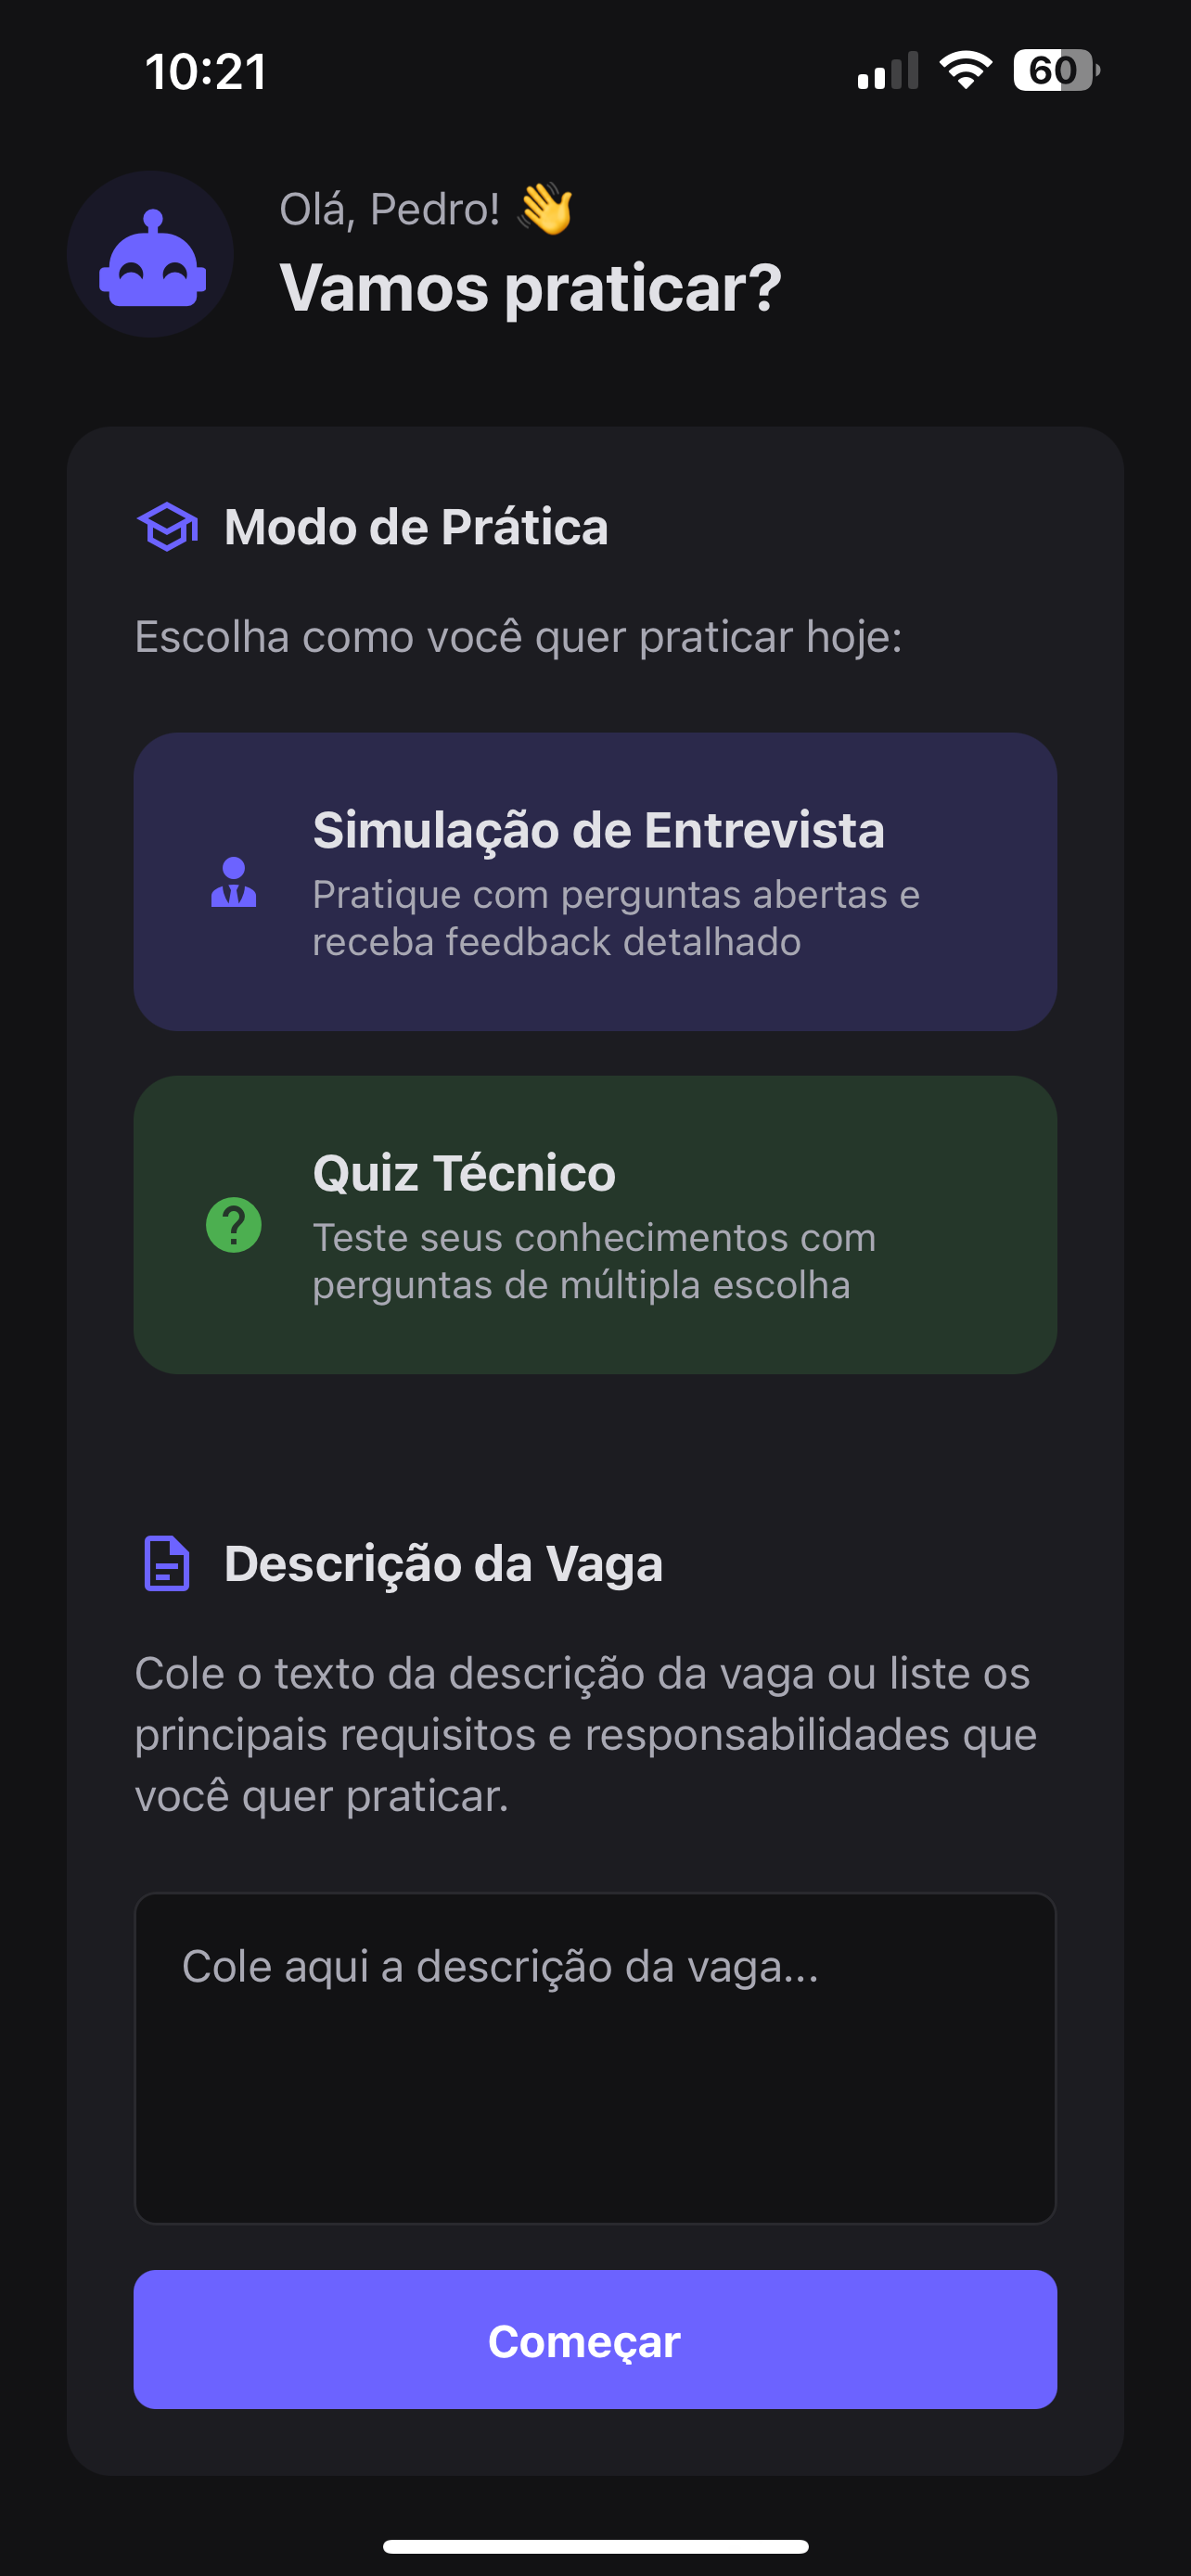 10:21
60
Olá, Pedro! 👋
Vamos praticar?
Modo de Prática
Escolha como você quer praticar hoje:
Simulação de Entrevista
Pratique com perguntas abertas e
receba feedback detalhado
Quiz Técnico
Teste seus conhecimentos com
perguntas de múltipla escolha
Descrição da Vaga
Cole o texto da descrição da vaga ou liste os
principais requisitos e responsabilidades que
você quer praticar.
Cole aqui a descrição da vaga...
Começar